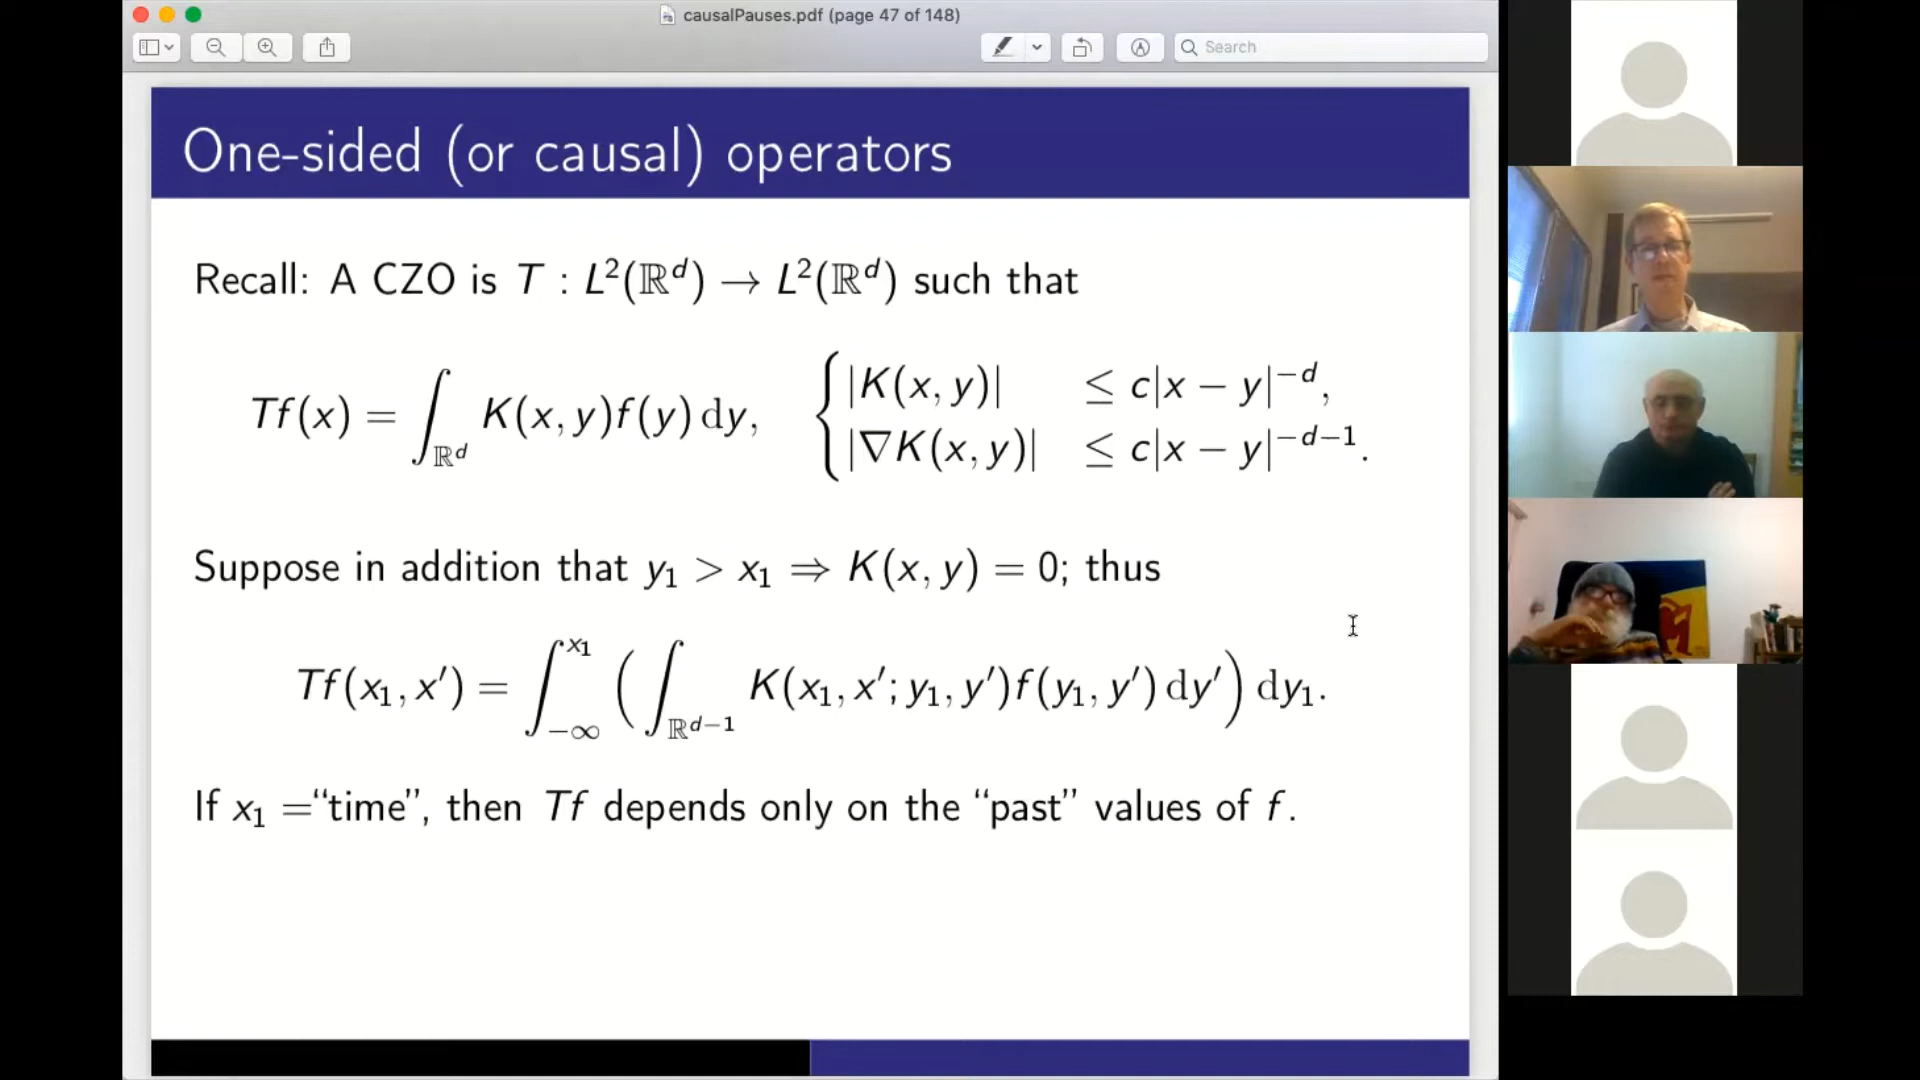 causalPauses.pdf (page 47 of 148)
Search
One-sided (or causal) operators
Recall: A CZO is T : L²(ℝᵈ) → L²(ℝᵈ) such that
Tf(x) = ∫_{ℝᵈ} K(x, y)f(y) dy, { |K(x, y)| ≤ c|x − y|^{−d},
|∇K(x, y)| ≤ c|x − y|^{−d−1}.
Suppose in addition that y₁ > x₁ ⇒ K(x, y) = 0; thus
Tf(x₁, x′) = ∫_{−∞}^{x₁} ( ∫_{ℝ^{d−1}} K(x₁, x′; y₁, y′)f(y₁, y′) dy′ ) dy₁.
If x₁ =“time”, then Tf depends only on the “past” values of f.